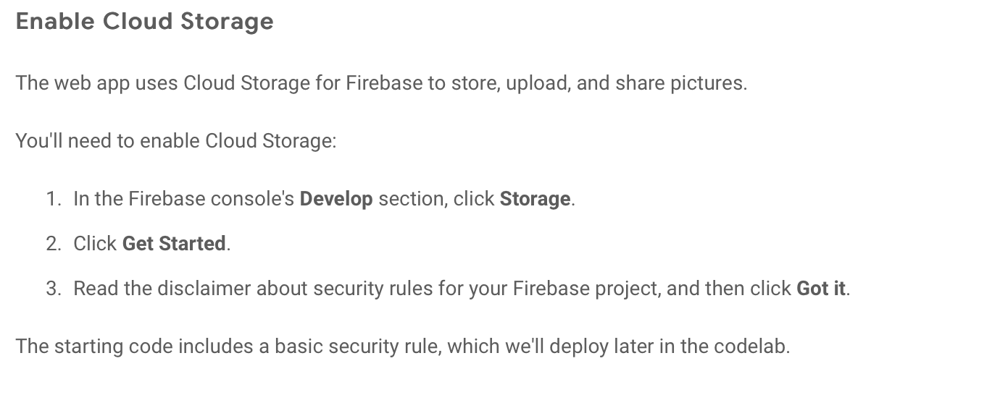 Enable Cloud Storage
The web app uses Cloud Storage for Firebase to store, upload, and share pictures.
You'll need to enable Cloud Storage:
1. In the Firebase console's Develop section, click Storage.
2. Click Get Started.
3. Read the disclaimer about security rules for your Firebase project, and then click Got it.
The starting code includes a basic security rule, which we'll deploy later in the codelab.